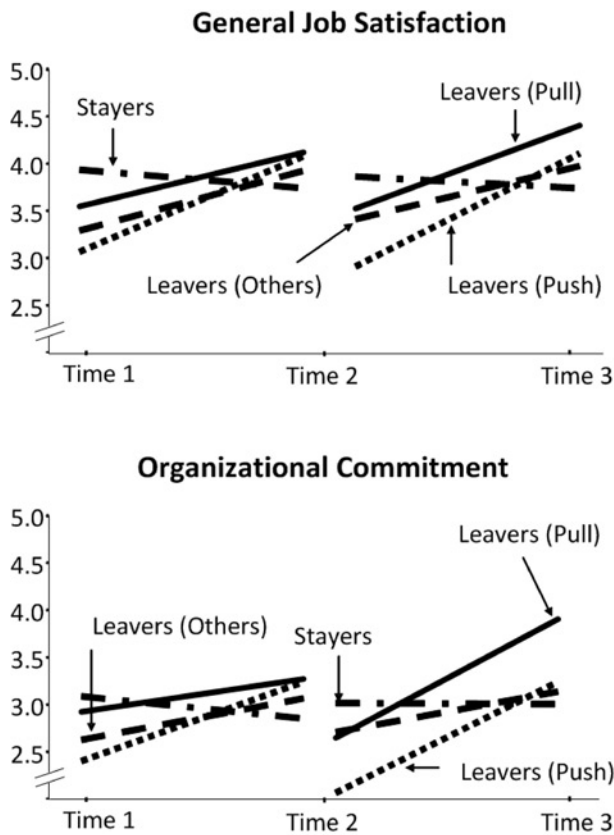 General Job Satisfaction
5.0
Stayers
Leavers (Pull)
4.5
4.0
3.5
3.0
Leavers (Others)
Leavers (Push)
2.5
Time 1
Time 2
Time 3
Organizational Commitment
5.0
Leavers
(Pull)
4.5
4.0
Leavers (Others)
Stayers
3.5
3.0
2.5
Leavers (Push)
Time 1
Time 2
Time 3